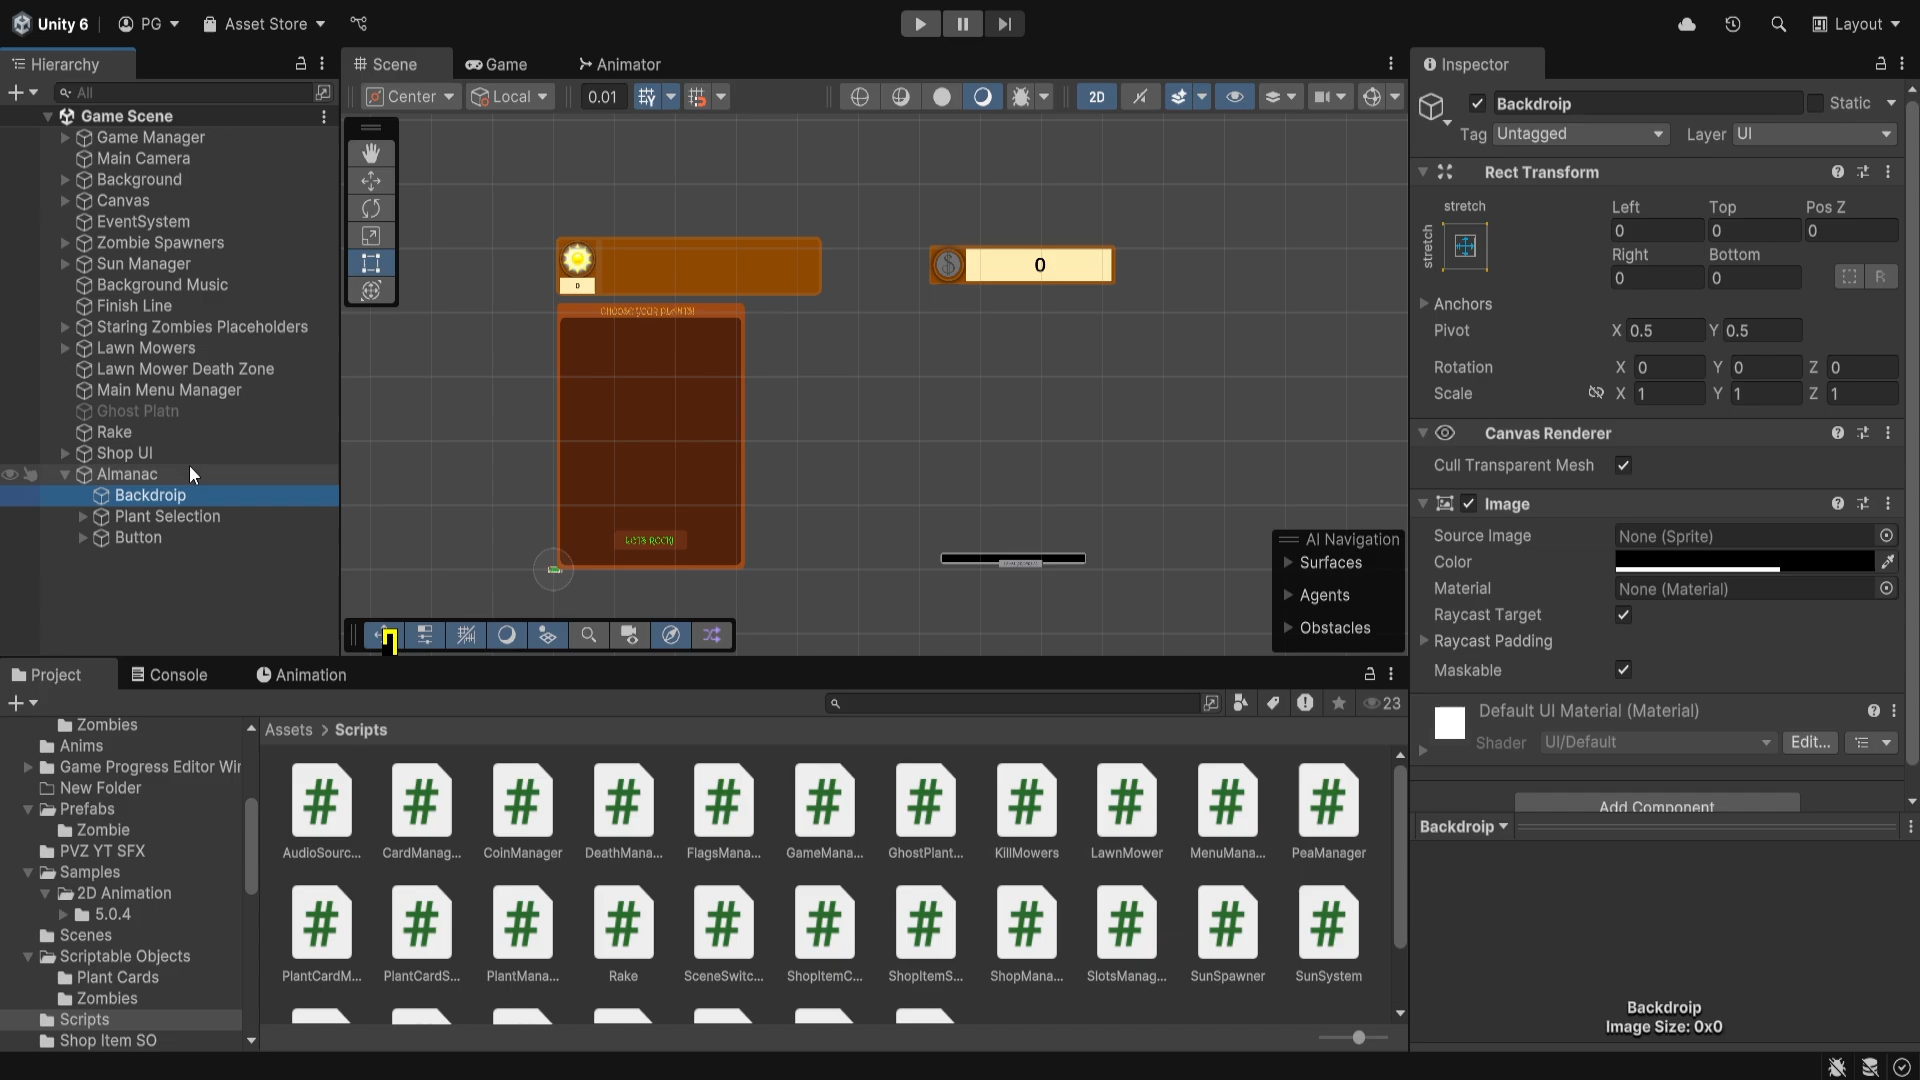 Unity 6
PG
Asset Store
Layout
Hierarchy
All
Game Scene
Game Manager
Main Camera
Background
Canvas
EventSystem
Zombie Spawners
Sun Manager
Background Music
Finish Line
Staring Zombies Placeholders
Lawn Mowers
Lawn Mower Death Zone
Main Menu Manager
Ghost Platn
Rake
Shop UI
Almanac
Backdroip
Plant Selection
Button
Scene
Game
Animator
Center
Local
0.01
2D
0
0
CHOOSE YOUR PLANTS!
LET'S ROCK!
AI Navigation
Surfaces
Agents
Obstacles
Inspector
Backdroip
Static
Tag Untagged
Layer UI
Rect Transform
stretch
stretch
Left Top Pos Z
0 0 0
Right Bottom
0 0
R
Anchors
Pivot X 0.5 Y 0.5
Rotation X 0 Y 0 Z 0
Scale X 1 Y 1 Z 1
Canvas Renderer
Cull Transparent Mesh
Image
Source Image None (Sprite)
Color
Material None (Material)
Raycast Target
Raycast Padding
Maskable
Default UI Material (Material)
Shader UI/Default Edit...
Add Component
Backdroip
Backdroip
Image Size: 0x0
Project
Console
Animation
23
Zombies
Anims
Game Progress Editor Wir
New Folder
Prefabs
Zombie
PVZ YT SFX
Samples
2D Animation
5.0.4
Scenes
Scriptable Objects
Plant Cards
Zombies
Scripts
Shop Item SO
Assets > Scripts
AudioSourc...
CardManag...
CoinManager
DeathMana...
FlagsMana...
GameMana...
GhostPlant...
KillMowers
LawnMower
MenuMana...
PeaManager
PlantCardM...
PlantCardS...
PlantMana...
Rake
SceneSwitc...
ShopItemC...
ShopItemS...
ShopMana...
SlotsManag...
SunSpawner
SunSystem